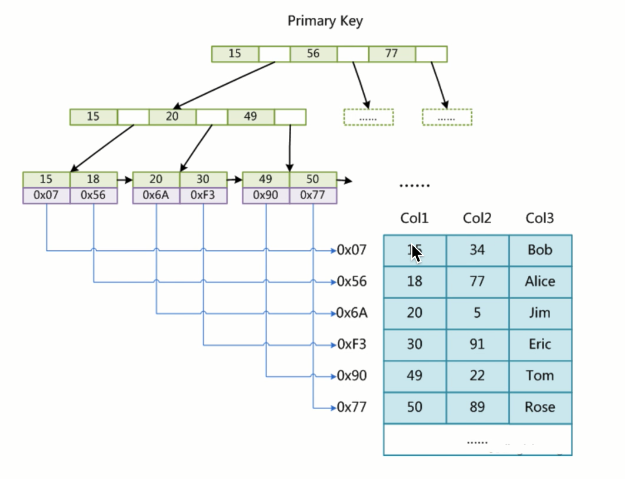 Primary Key
15 56 77
15 20 49
...... ......
15 18 20 30 49 50
0x07 0x56 0x6A 0xF3 0x90 0x77
......
Col1 Col2 Col3
0x07 15 34 Bob
0x56 18 77 Alice
0x6A 20 5 Jim
0xF3 30 91 Eric
0x90 49 22 Tom
0x77 50 89 Rose
......